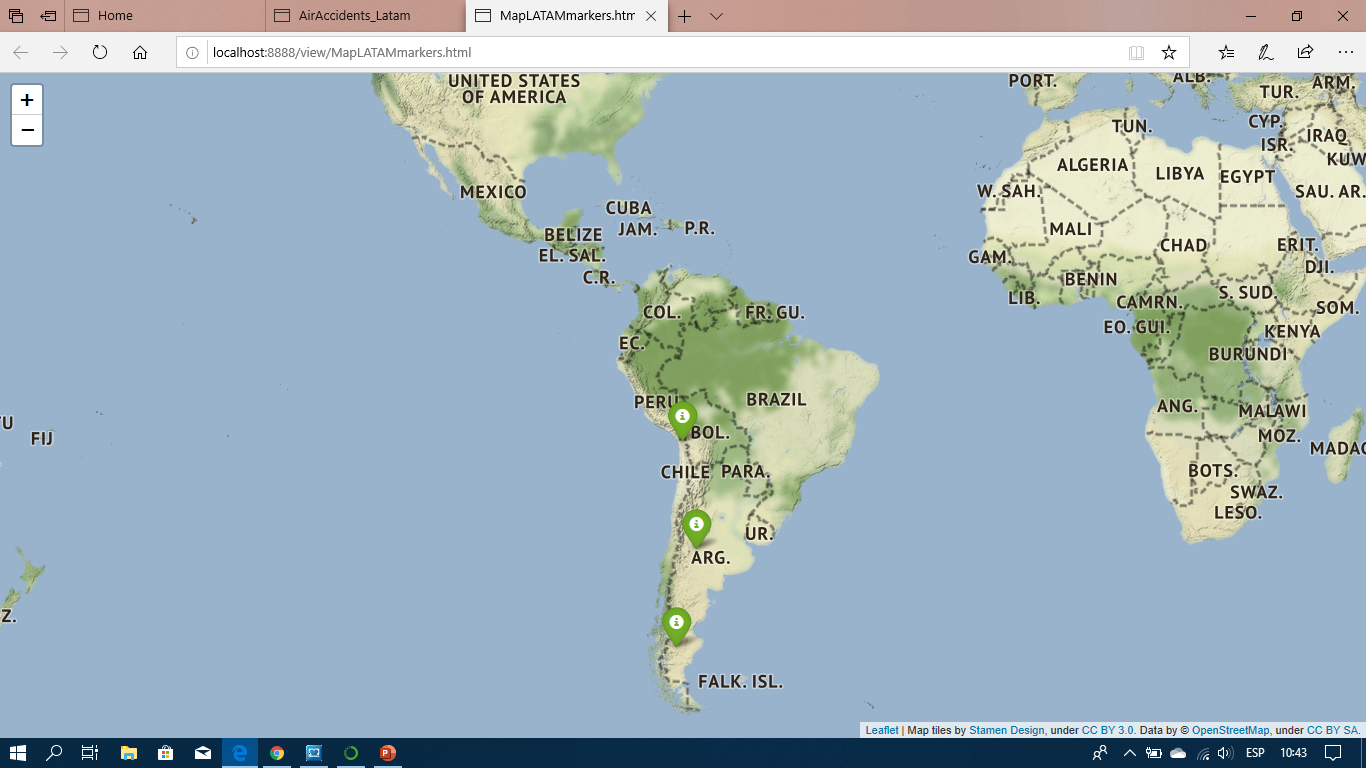 Home
AirAccidents_Latam
MapLATAMmarkers.htm
localhost:8888/view/MapLATAMmarkers.html
+
−
UNITED STATES
OF AMERICA
PORT.
ALB.
TUR.
ARM.
CYP.
TUN.
ISR.
IRAQ
KUW
ALGERIA
LIBYA
EGYPT
MEXICO
W. SAH.
SAU. AR.
CUBA
JAM.
P.R.
MALI
CHAD
ERIT.
BELIZE
EL. SAL.
GAM.
DJI.
C.R.
BENIN
S. SUD.
LIB.
CAMRN.
SOM.
COL.
FR. GU.
EQ. GUI.
KENYA
EC.
BURUNDI
PERU
BRAZIL
ANG.
MALAWI
U
FIJ
BOL.
MOZ.
MADAG
CHILE
PARA.
BOTS.
SWAZ.
LESO.
UR.
ARG.
Z.
FALK. ISL.
Leaflet | Map tiles by Stamen Design, under CC BY 3.0. Data by © OpenStreetMap, under CC BY SA.
ESP
10:43